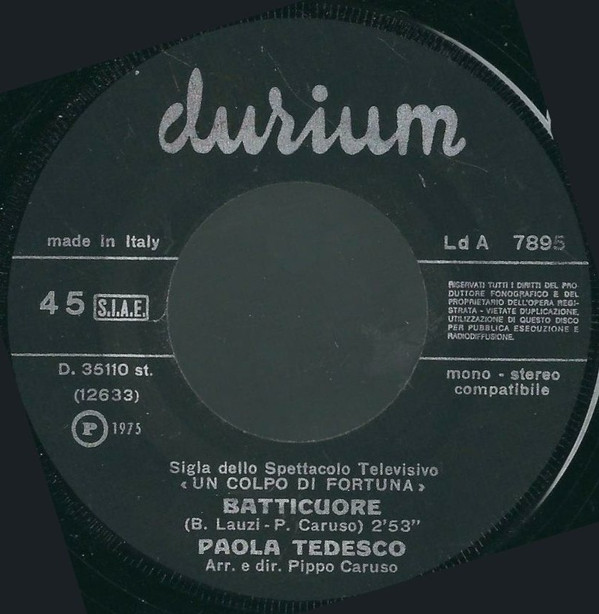 durium
made in Italy
Ld A 7895
45 S.I.A.E.
RISERVATI TUTTI I DIRITTI DEL PRO-
DUTTORE FONOGRAFICO E DEL
PROPRIETARIO DELL'OPERA REGI-
STRATA - VIETATE DUPLICAZIONE,
UTILIZZAZIONE DI QUESTO DISCO
PER PUBBLICA ESECUZIONE E
RADIODIFFUSIONE.
D. 35110 st.
(12633)
Ⓟ 1975
mono - stereo
compatibile
Sigla dello Spettacolo Televisivo
«UN COLPO DI FORTUNA»
BATTICUORE
(B. Lauzi - P. Caruso) 2'53"
PAOLA TEDESCO
Arr. e dir. Pippo Caruso